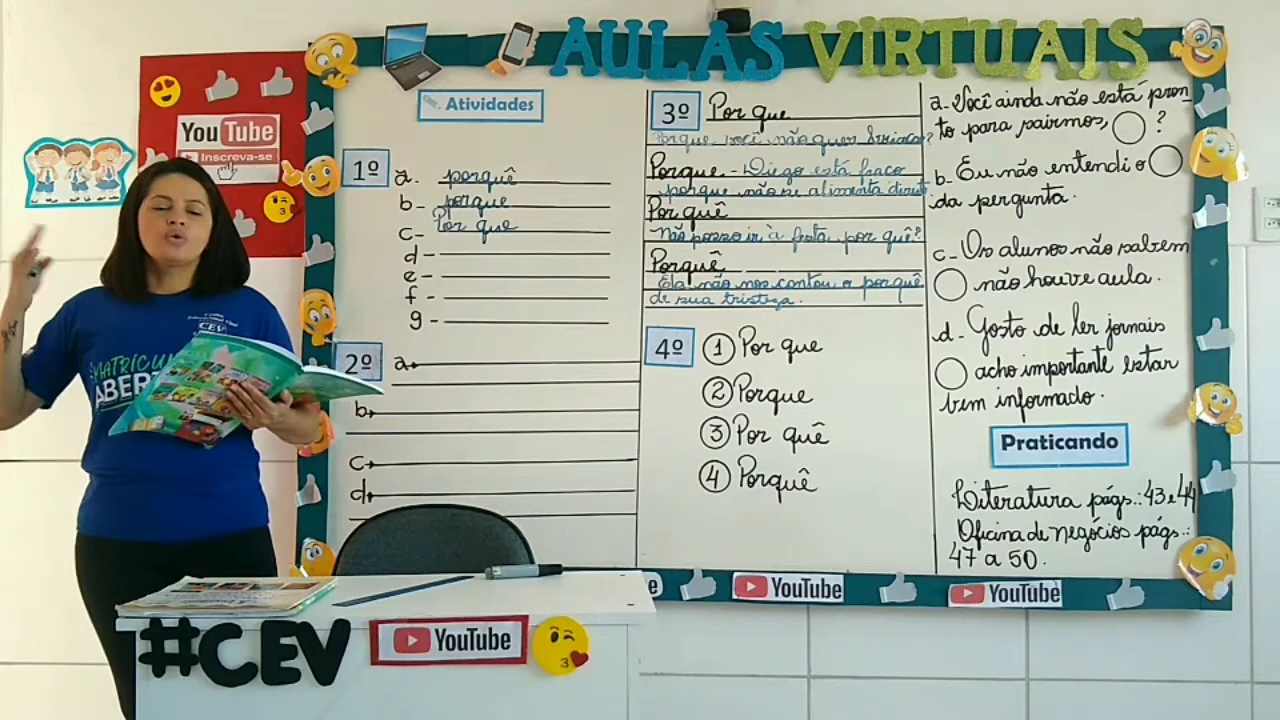 AULAS VIRTUAIS
YouTube
Inscreva-se
Atividades
1º
a. porquê
b- porque
c- Por que
d-
e-
f-
g-
2º
a
b
c
d
3º Por que
Porque você não quer brincar?
Porque - Diego está fraco
porque não se alimenta direito
Por quê
Não posso ir à festa, por quê?
Porquê
Ela não nos contou o porquê
de sua tristeza.
4º
1 Por que
2 Porque
3 Por quê
4 Porquê
a- Você ainda não está pron_
to para sairmos, ?
b- Eu não entendi o
da pergunta.
c- Os alunos não sabem
não houve aula.
d- Gosto de ler jornais
acho importante estar
bem informado.
Praticando
Literatura págs.: 43 e 44
Oficina de negócios págs.:
47 a 50.
CEV
MATRÍCU
ABER
YouTube
YouTube
#CEV
YouTube